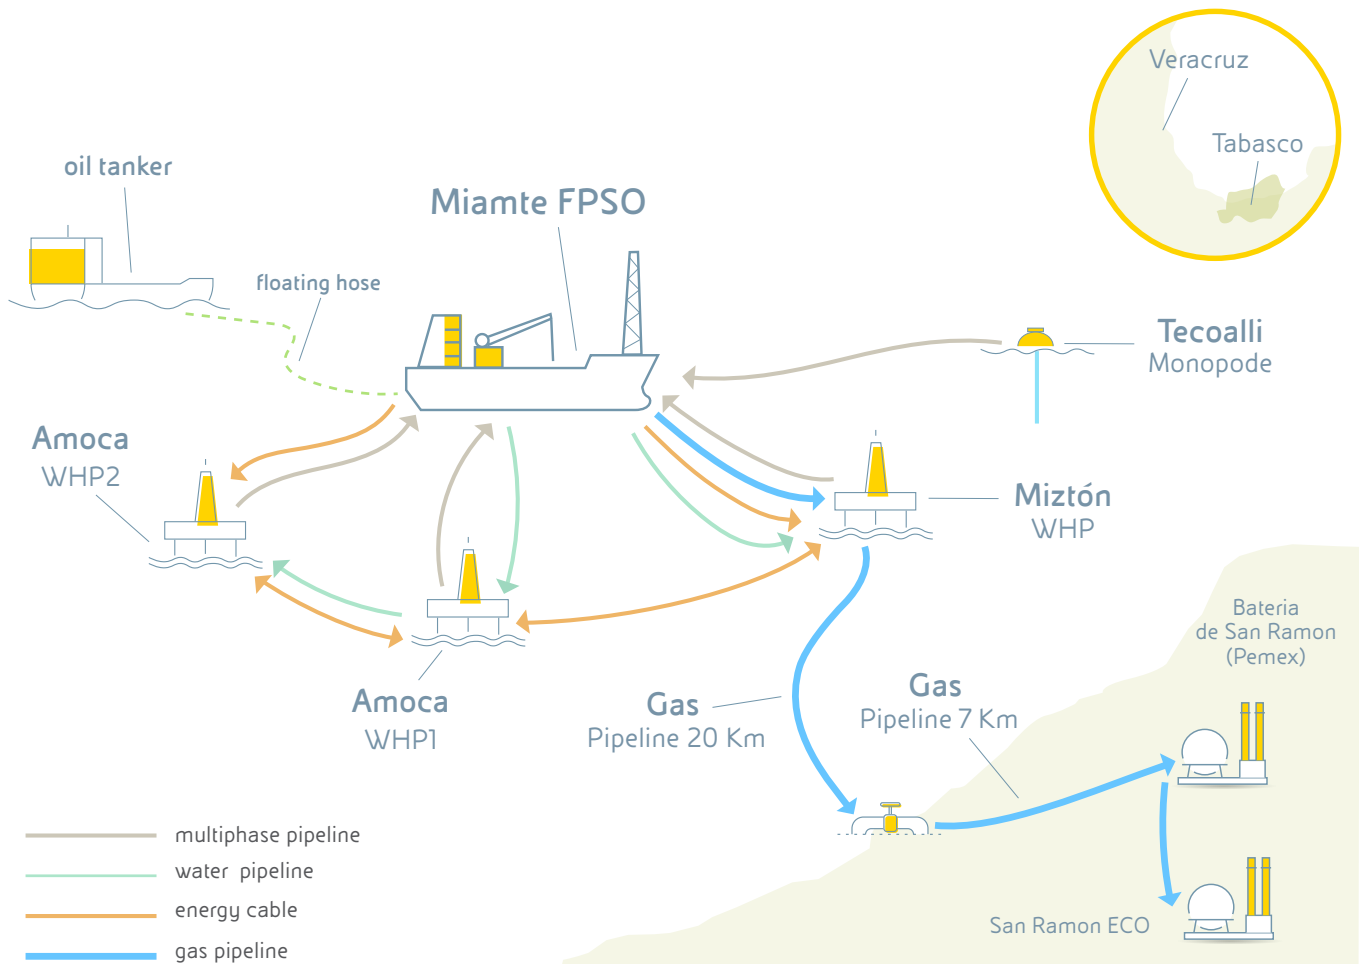 Veracruz
Tabasco
oil tanker
Miamte FPSO
floating hose
Tecoalli
Monopode
Amoca
WHP2
Miztón
WHP
Bateria
de San Ramon
(Pemex)
Amoca
WHP1
Gas
Pipeline 20 Km
Gas
Pipeline 7 Km
multiphase pipeline
water pipeline
energy cable
gas pipeline
San Ramon ECO